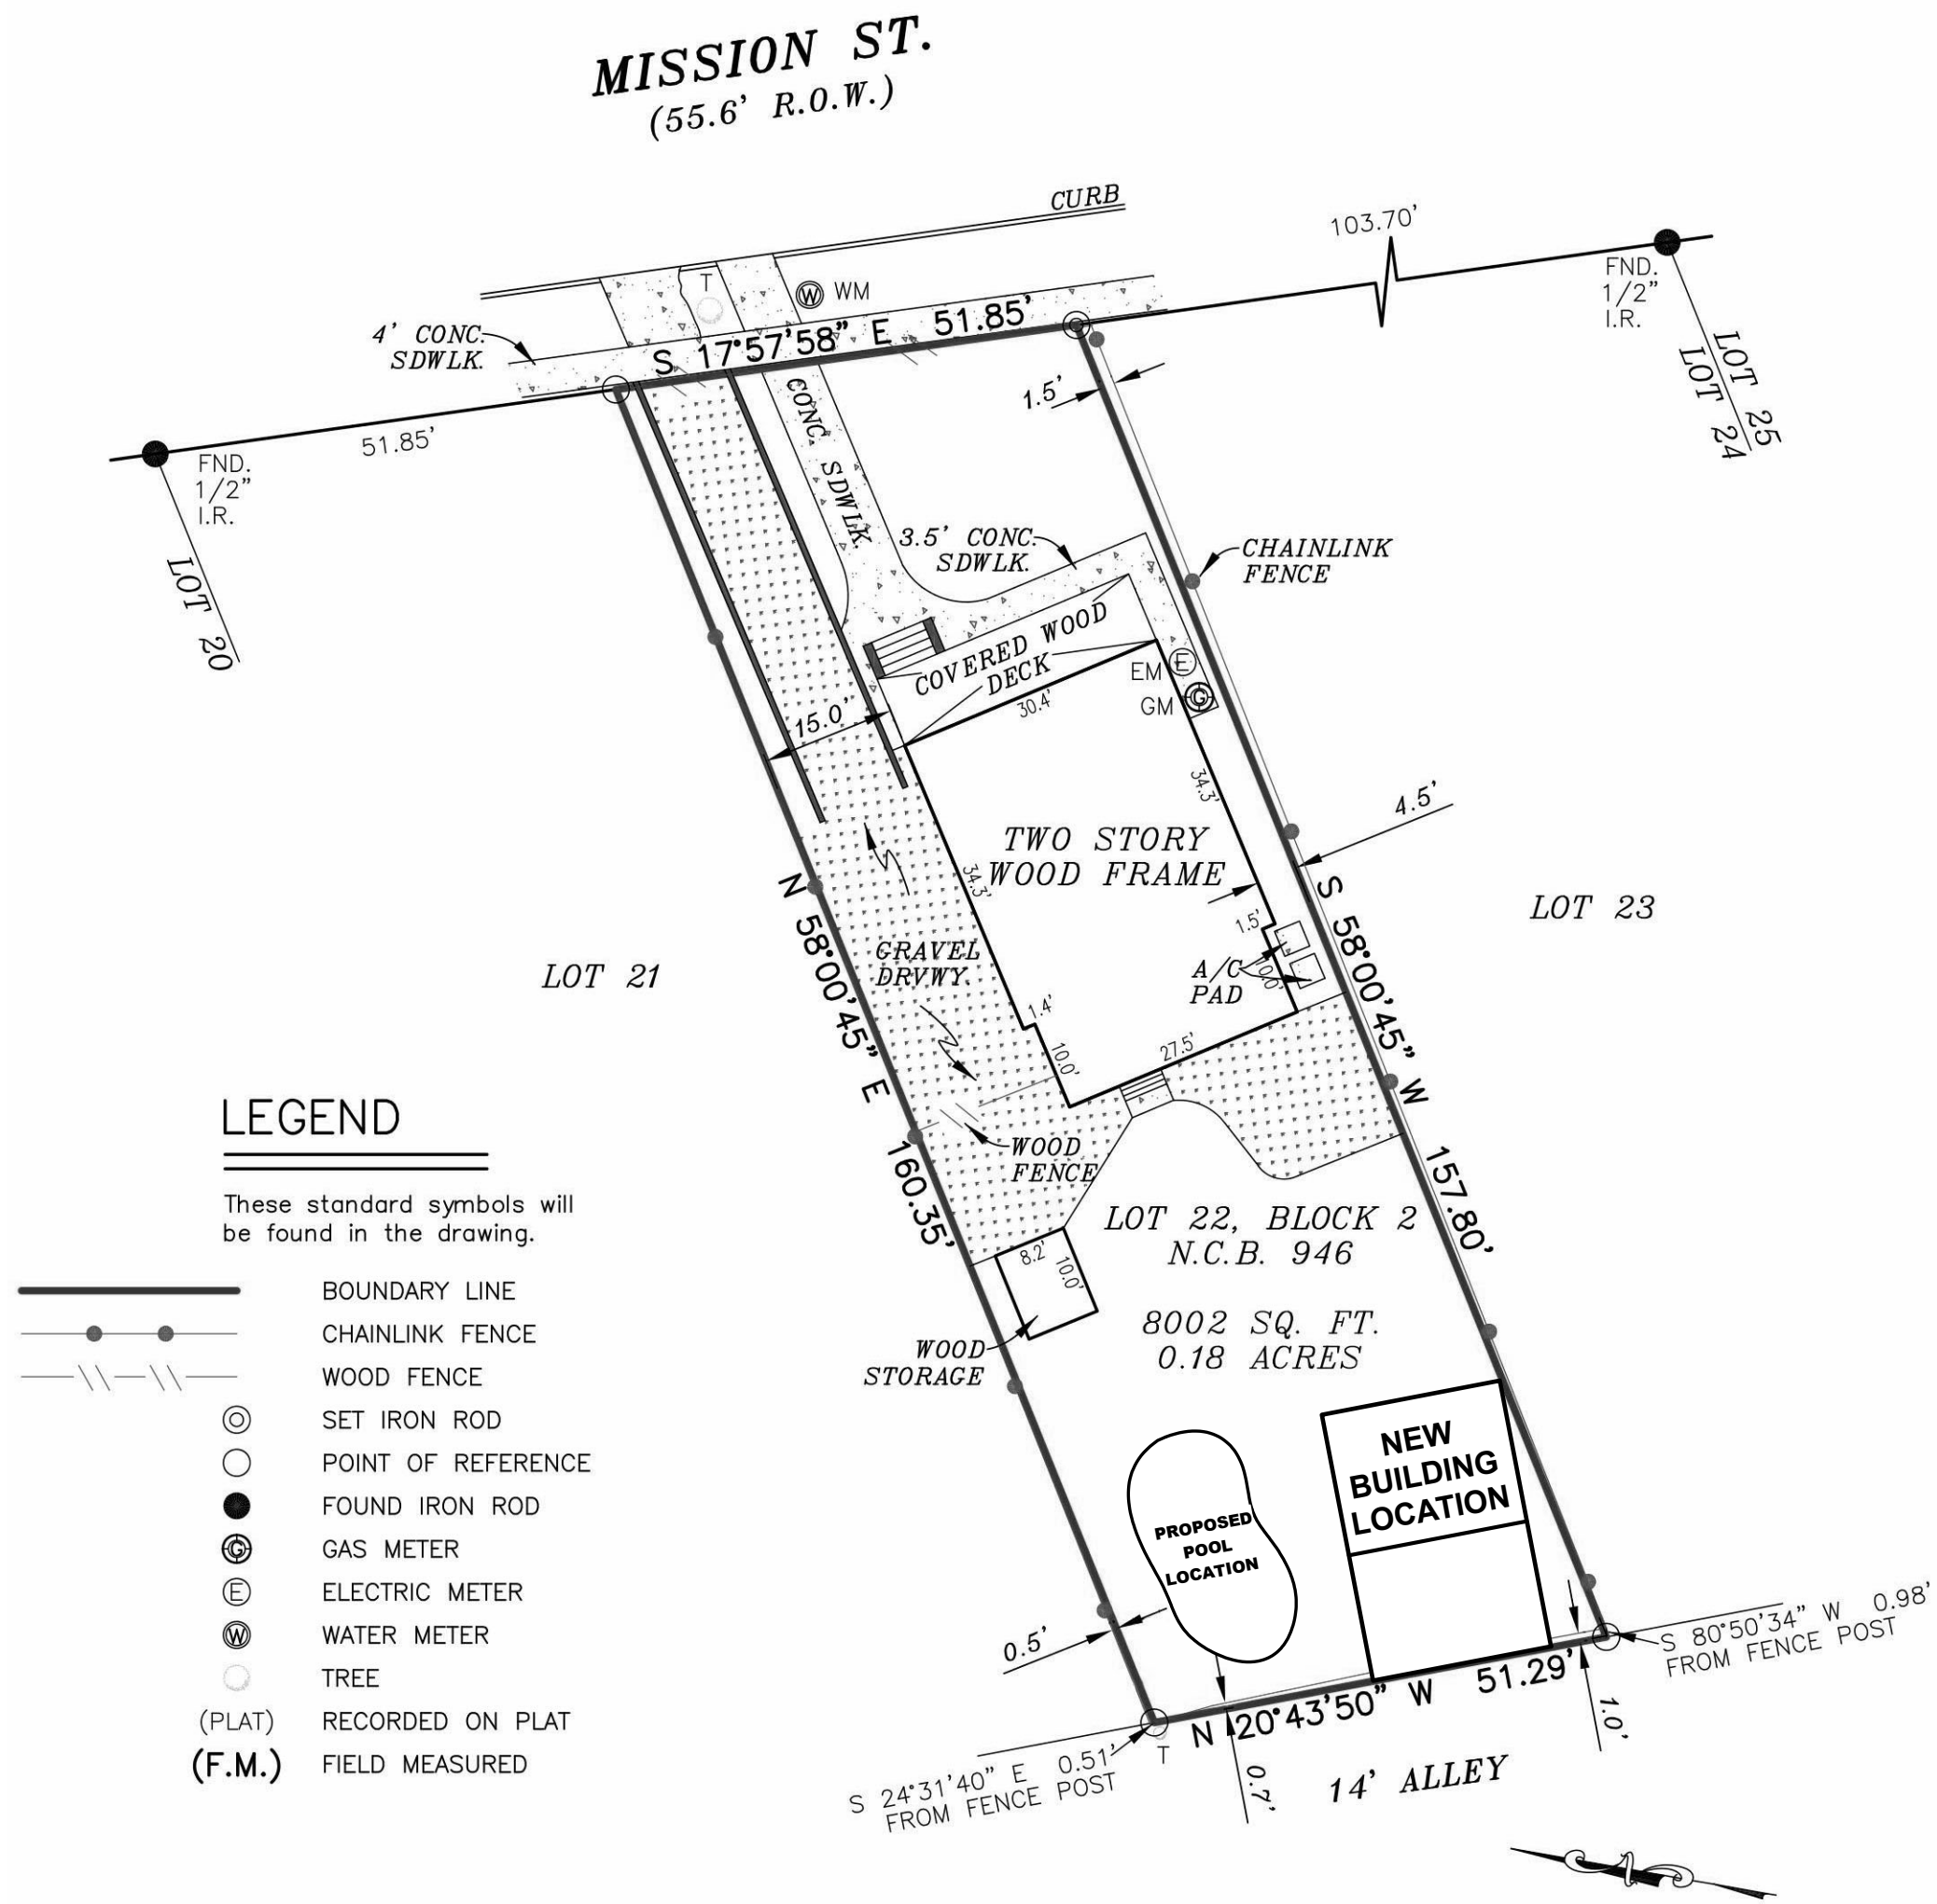 MISSION ST.
(55.6' R.O.W.)
CURB
103.70'
FND.
1/2"
I.R.
LOT 25
LOT 24
T
W
WM
4' CONC.
SDWLK.
S 17°57'58" E 51.85'
51.85'
FND.
1/2"
I.R.
LOT 20
1.5'
CONC. SDWLK.
3.5' CONC.
SDWLK.
CHAINLINK
FENCE
COVERED WOOD
DECK
30.4'
EM E
GM G
15.0'
34.3'
4.5'
TWO STORY
WOOD FRAME
34.3'
1.5'
LOT 23
LOT 21
GRAVEL
DRVWY.
A/C
PAD
10.0'
1.4'
10.0'
27.5'
N 58°00'45" E 160.35'
S 58°00'45" W 157.80'
WOOD
FENCE
LOT 22, BLOCK 2
N.C.B. 946
8.2'
10.0'
8002 SQ. FT.
0.18 ACRES
WOOD
STORAGE
NEW
BUILDING
LOCATION
PROPOSED
POOL
LOCATION
0.5'
S 80°50'34" W 0.98'
FROM FENCE POST
N 20°43'50" W 51.29'
1.0'
T
S 24°31'40" E 0.51'
FROM FENCE POST
0.7'
14' ALLEY
N
LEGEND
These standard symbols will
be found in the drawing.
BOUNDARY LINE
CHAINLINK FENCE
WOOD FENCE
SET IRON ROD
POINT OF REFERENCE
FOUND IRON ROD
G GAS METER
E ELECTRIC METER
W WATER METER
TREE
(PLAT) RECORDED ON PLAT
(F.M.) FIELD MEASURED